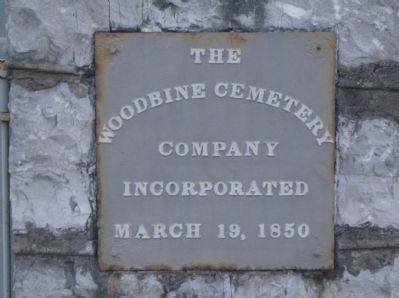 THE
WOODBINE CEMETERY
COMPANY
INCORPORATED
MARCH 19, 1850